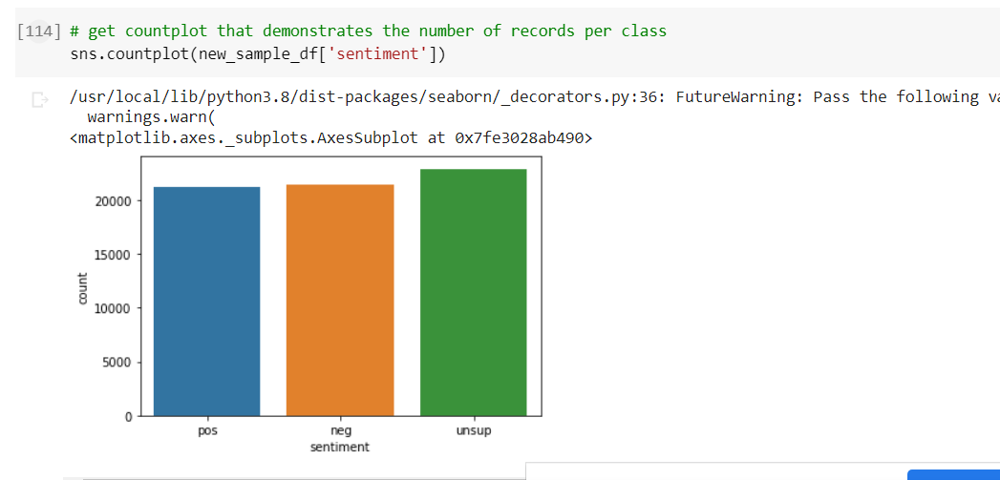 [114] # get countplot that demonstrates the number of records per class
sns.countplot(new_sample_df['sentiment'])
/usr/local/lib/python3.8/dist-packages/seaborn/_decorators.py:36: FutureWarning: Pass the following
warnings.warn(
<matplotlib.axes._subplots.AxesSubplot at 0x7fe3028ab490>
20000
15000
10000
5000
0
count
pos neg unsup
sentiment